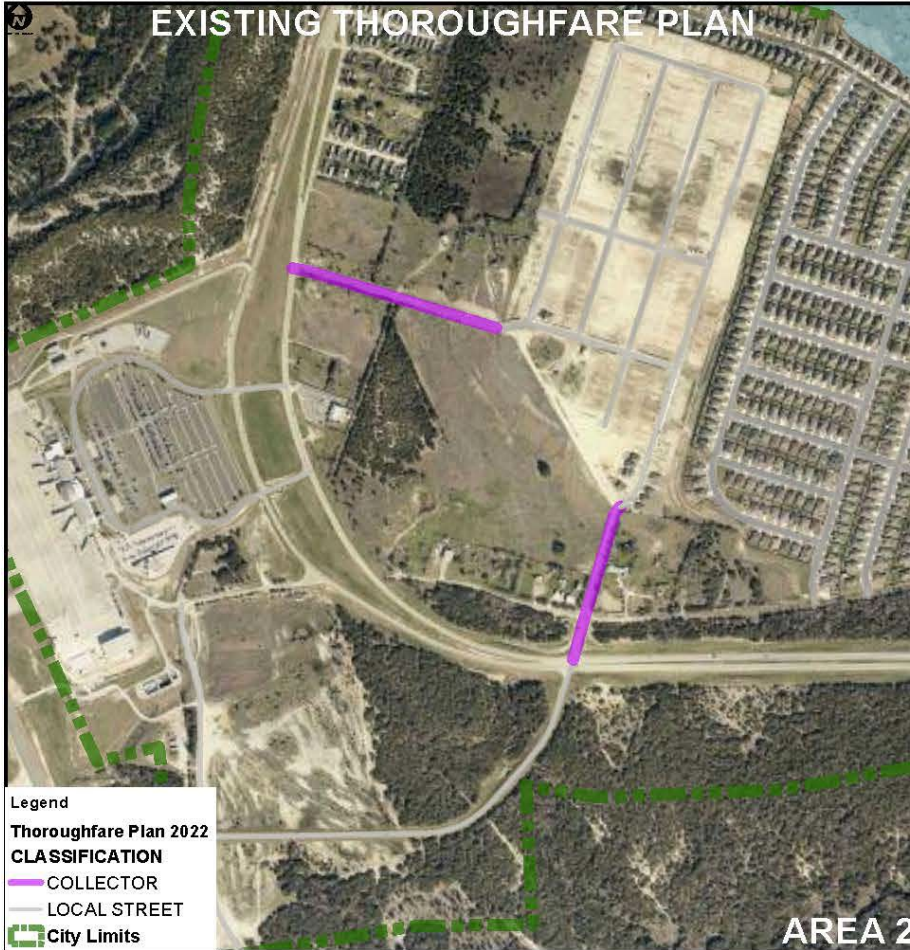 N
EXISTING THOROUGHFARE PLAN
Legend
Thoroughfare Plan 2022
CLASSIFICATION
COLLECTOR
LOCAL STREET
City Limits
AREA 2